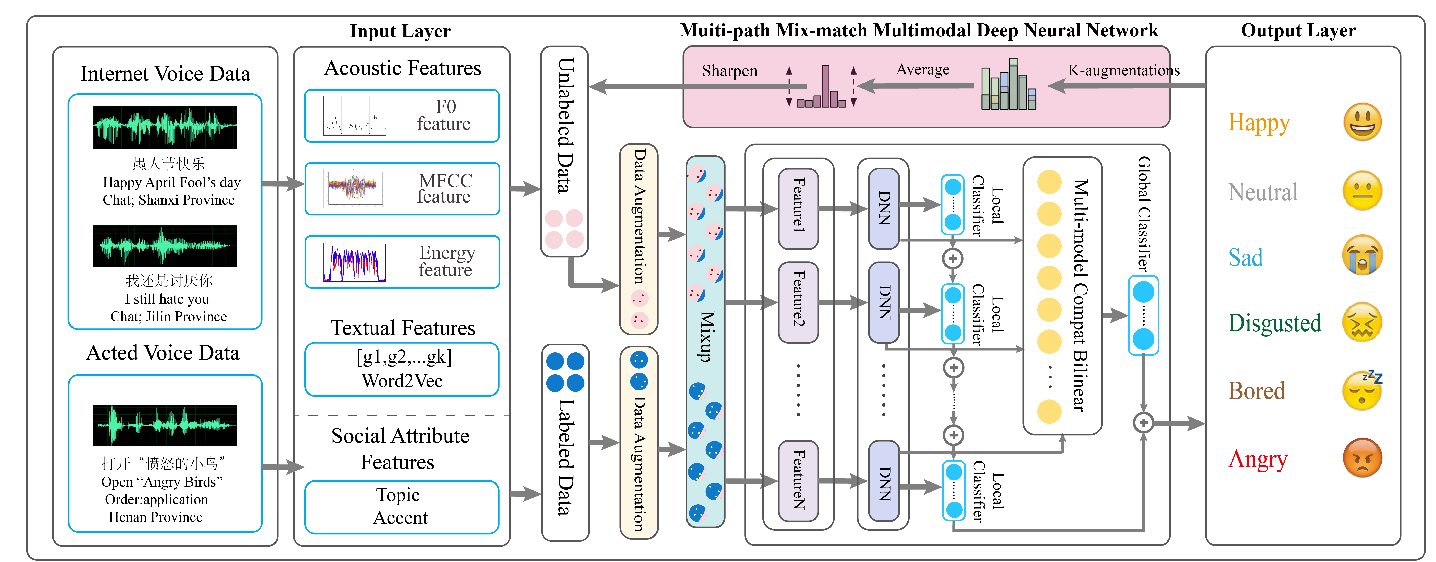 Input Layer
Muiti-path Mix-match Multimodal Deep Neural Network
Output Layer
Internet Voice Data
愚人节快乐
Happy April Fool's day
Chat; Shanxi Province
我还是讨厌你
I still hate you
Chat; Jilin Province
Acted Voice Data
打开“愤怒的小鸟”
Open “Angry Birds”
Order:application
Henan Province
Acoustic Features
F0
feature
MFCC
feature
Energy
feature
Textual Features
[g1,g2,...gk]
Word2Vec
Social Attribute
Features
Topic
Accent
Unlabeled Data
Labeled Data
Data Augmentation
Data Augmentation
Mixup
Sharpen
Average
K-augmentations
Feature1
Feature2
FeatureN
DNN
DNN
DNN
Local
Classifier
Local
Classifier
Local
Classifier
Multi-model Compat Bilinear
Global Classifier
Happy
Neutral
Sad
Disgusted
Bored
Angry